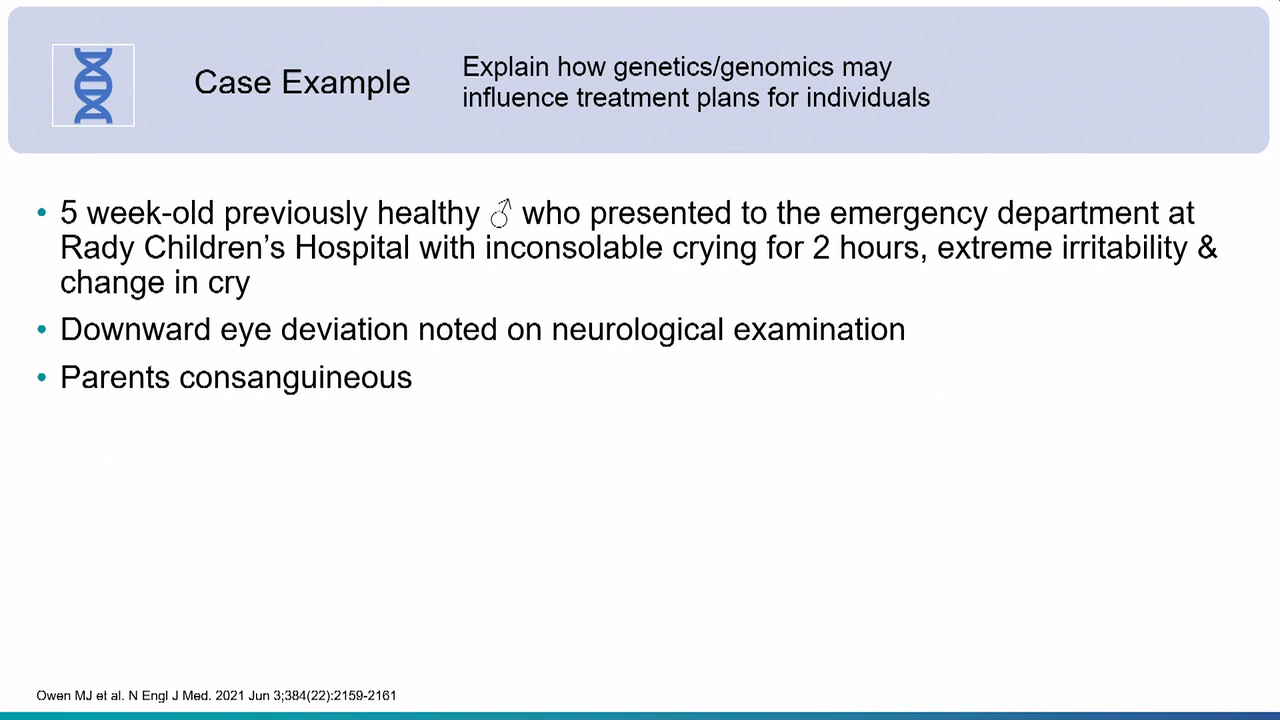 Case Example
Explain how genetics/genomics may
influence treatment plans for individuals
• 5 week-old previously healthy ♂ who presented to the emergency department at
Rady Children’s Hospital with inconsolable crying for 2 hours, extreme irritability &
change in cry
• Downward eye deviation noted on neurological examination
• Parents consanguineous
Owen MJ et al. N Engl J Med. 2021 Jun 3;384(22):2159-2161